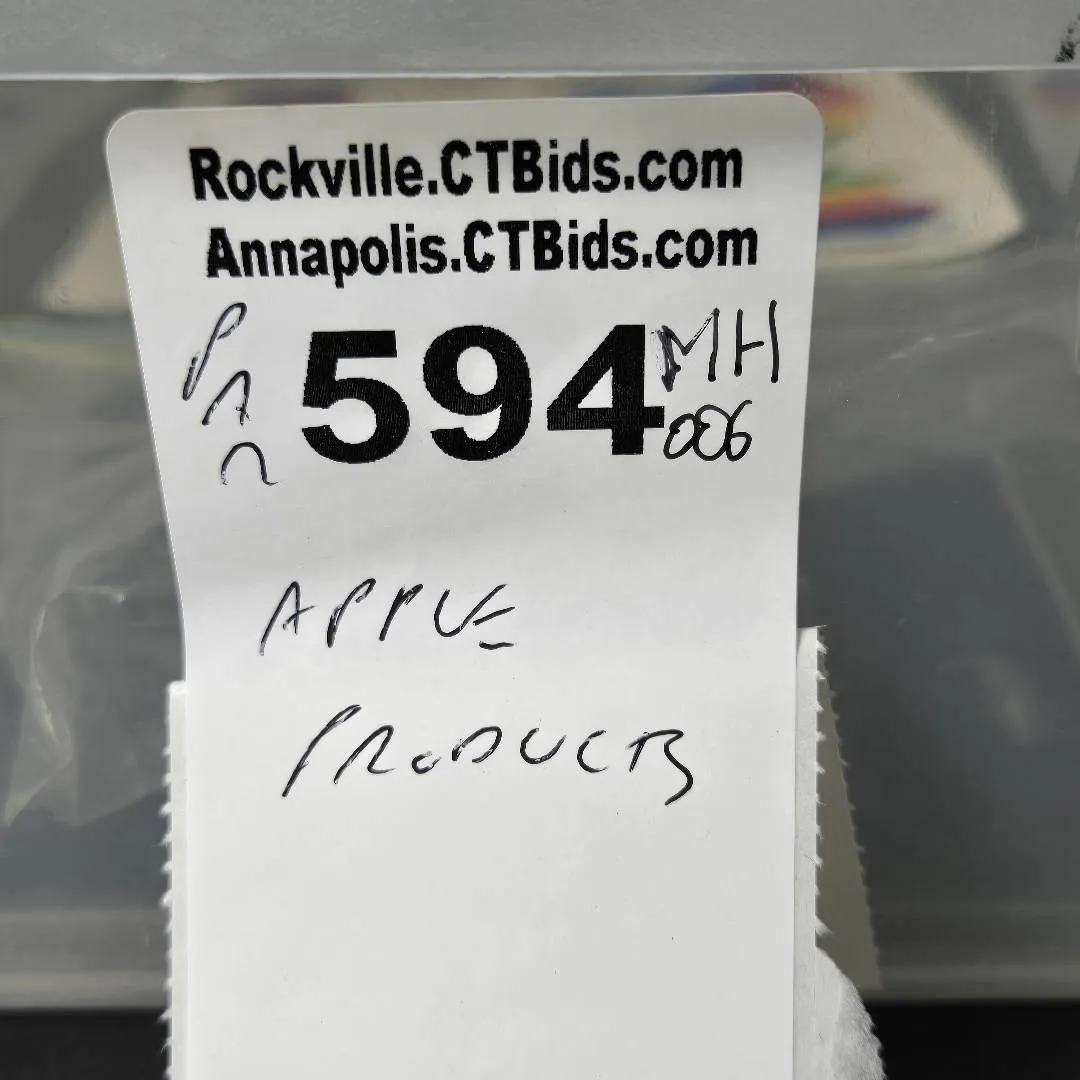 Rockville.CTBids.com
Annapolis.CTBids.com
594 MH
006
APPLE
PRODUCTS